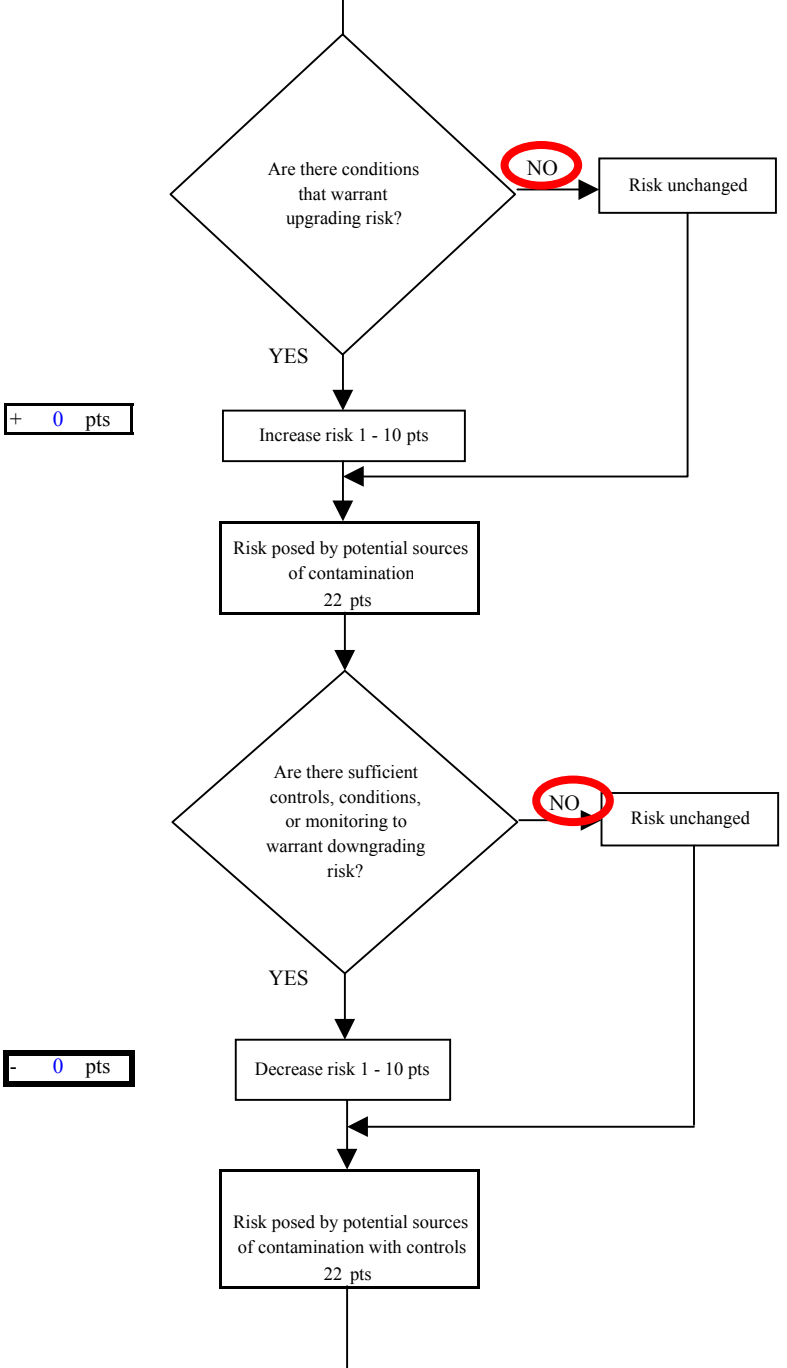 Are there conditions
that warrant
upgrading risk?
NO
Risk unchanged
YES
+ 0 pts
Increase risk 1 - 10 pts
Risk posed by potential sources
of contamination
22 pts
Are there sufficient
controls, conditions,
or monitoring to
warrant downgrading
risk?
NO
Risk unchanged
YES
- 0 pts
Decrease risk 1 - 10 pts
Risk posed by potential sources
of contamination with controls
22 pts